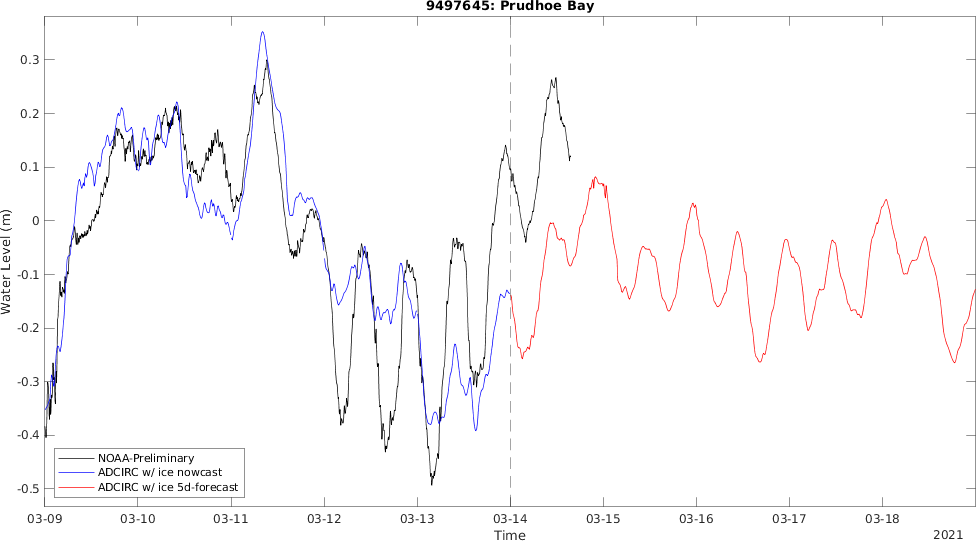 9497645: Prudhoe Bay
Water Level (m)
0.3
0.2
0.1
0
-0.1
-0.2
-0.3
-0.4
-0.5
NOAA-Preliminary
ADCIRC w/ ice nowcast
ADCIRC w/ ice 5d-forecast
03-09 03-10 03-11 03-12 03-13 03-14 03-15 03-16 03-17 03-18
Time
2021